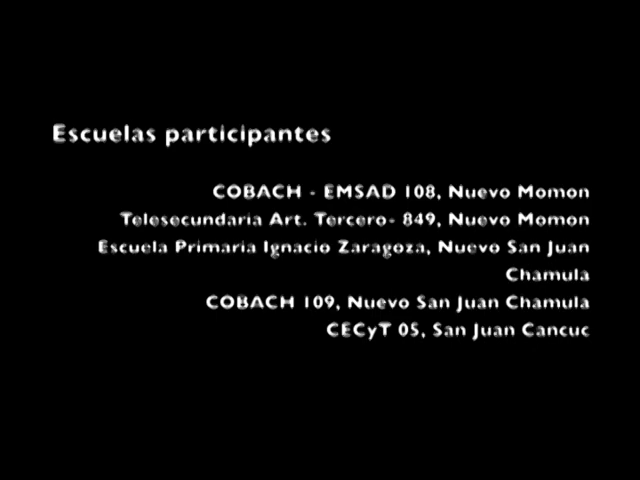 Escuelas participantes
COBACH - EMSAD 108, Nuevo Momon
Telesecundaria Art. Tercero- 849, Nuevo Momon
Escuela Primaria Ignacio Zaragoza, Nuevo San Juan
Chamula
COBACH 109, Nuevo San Juan Chamula
CECyT 05, San Juan Cancuc